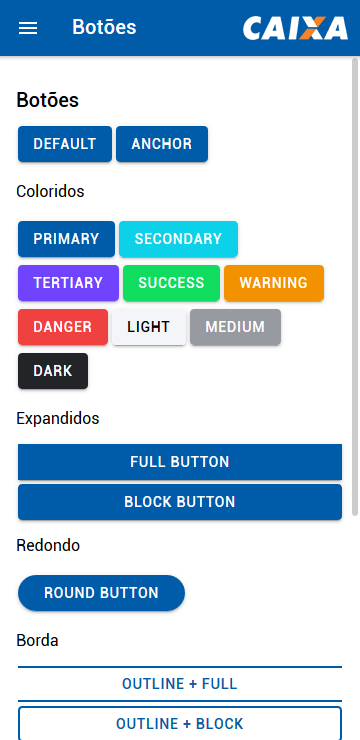 Botões
CAIXA
Botões
DEFAULT
ANCHOR
Coloridos
PRIMARY
SECONDARY
TERTIARY
SUCCESS
WARNING
DANGER
LIGHT
MEDIUM
DARK
Expandidos
FULL BUTTON
BLOCK BUTTON
Redondo
ROUND BUTTON
Borda
OUTLINE + FULL
OUTLINE + BLOCK